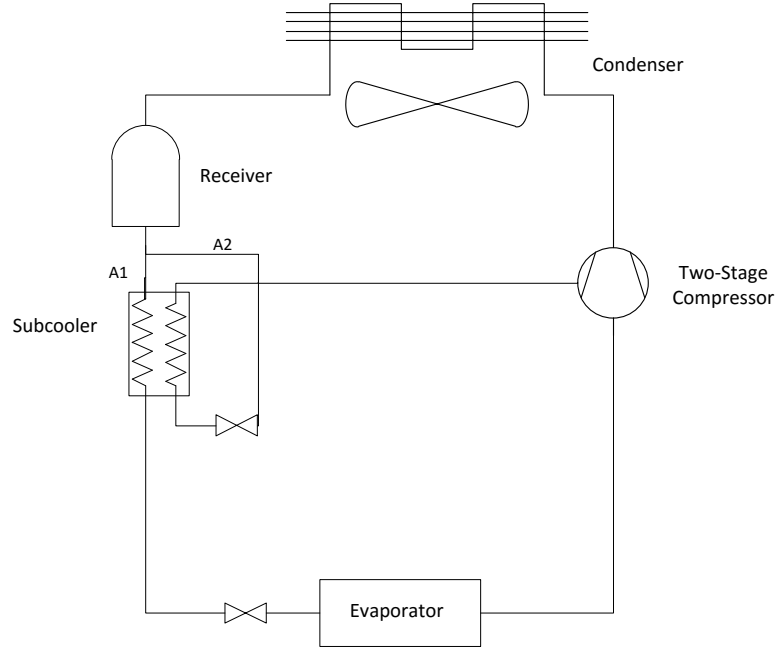 Condenser
Receiver
A2
A1
Two-Stage
Compressor
Subcooler
Evaporator